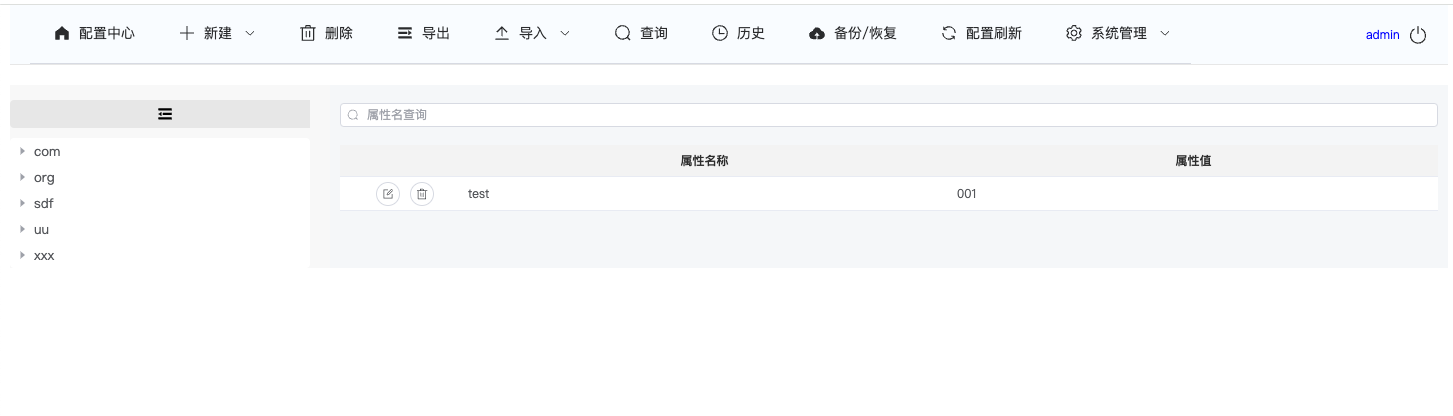 配置中心 新建 删除 导出 导入 查询 历史 备份/恢复 配置刷新 系统管理 admin
属性名查询
com
org
sdf
uu
xxx
属性名称 属性值
test 001